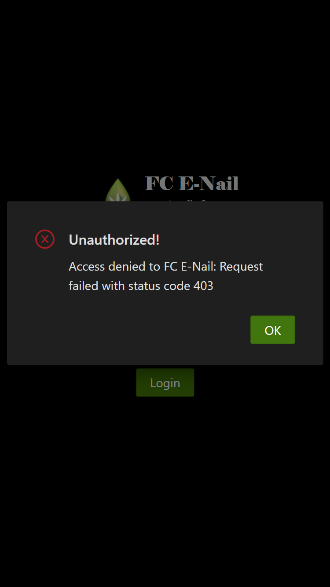 FC E-Nail
Unauthorized!
Access denied to FC E-Nail: Request
failed with status code 403
OK
Login